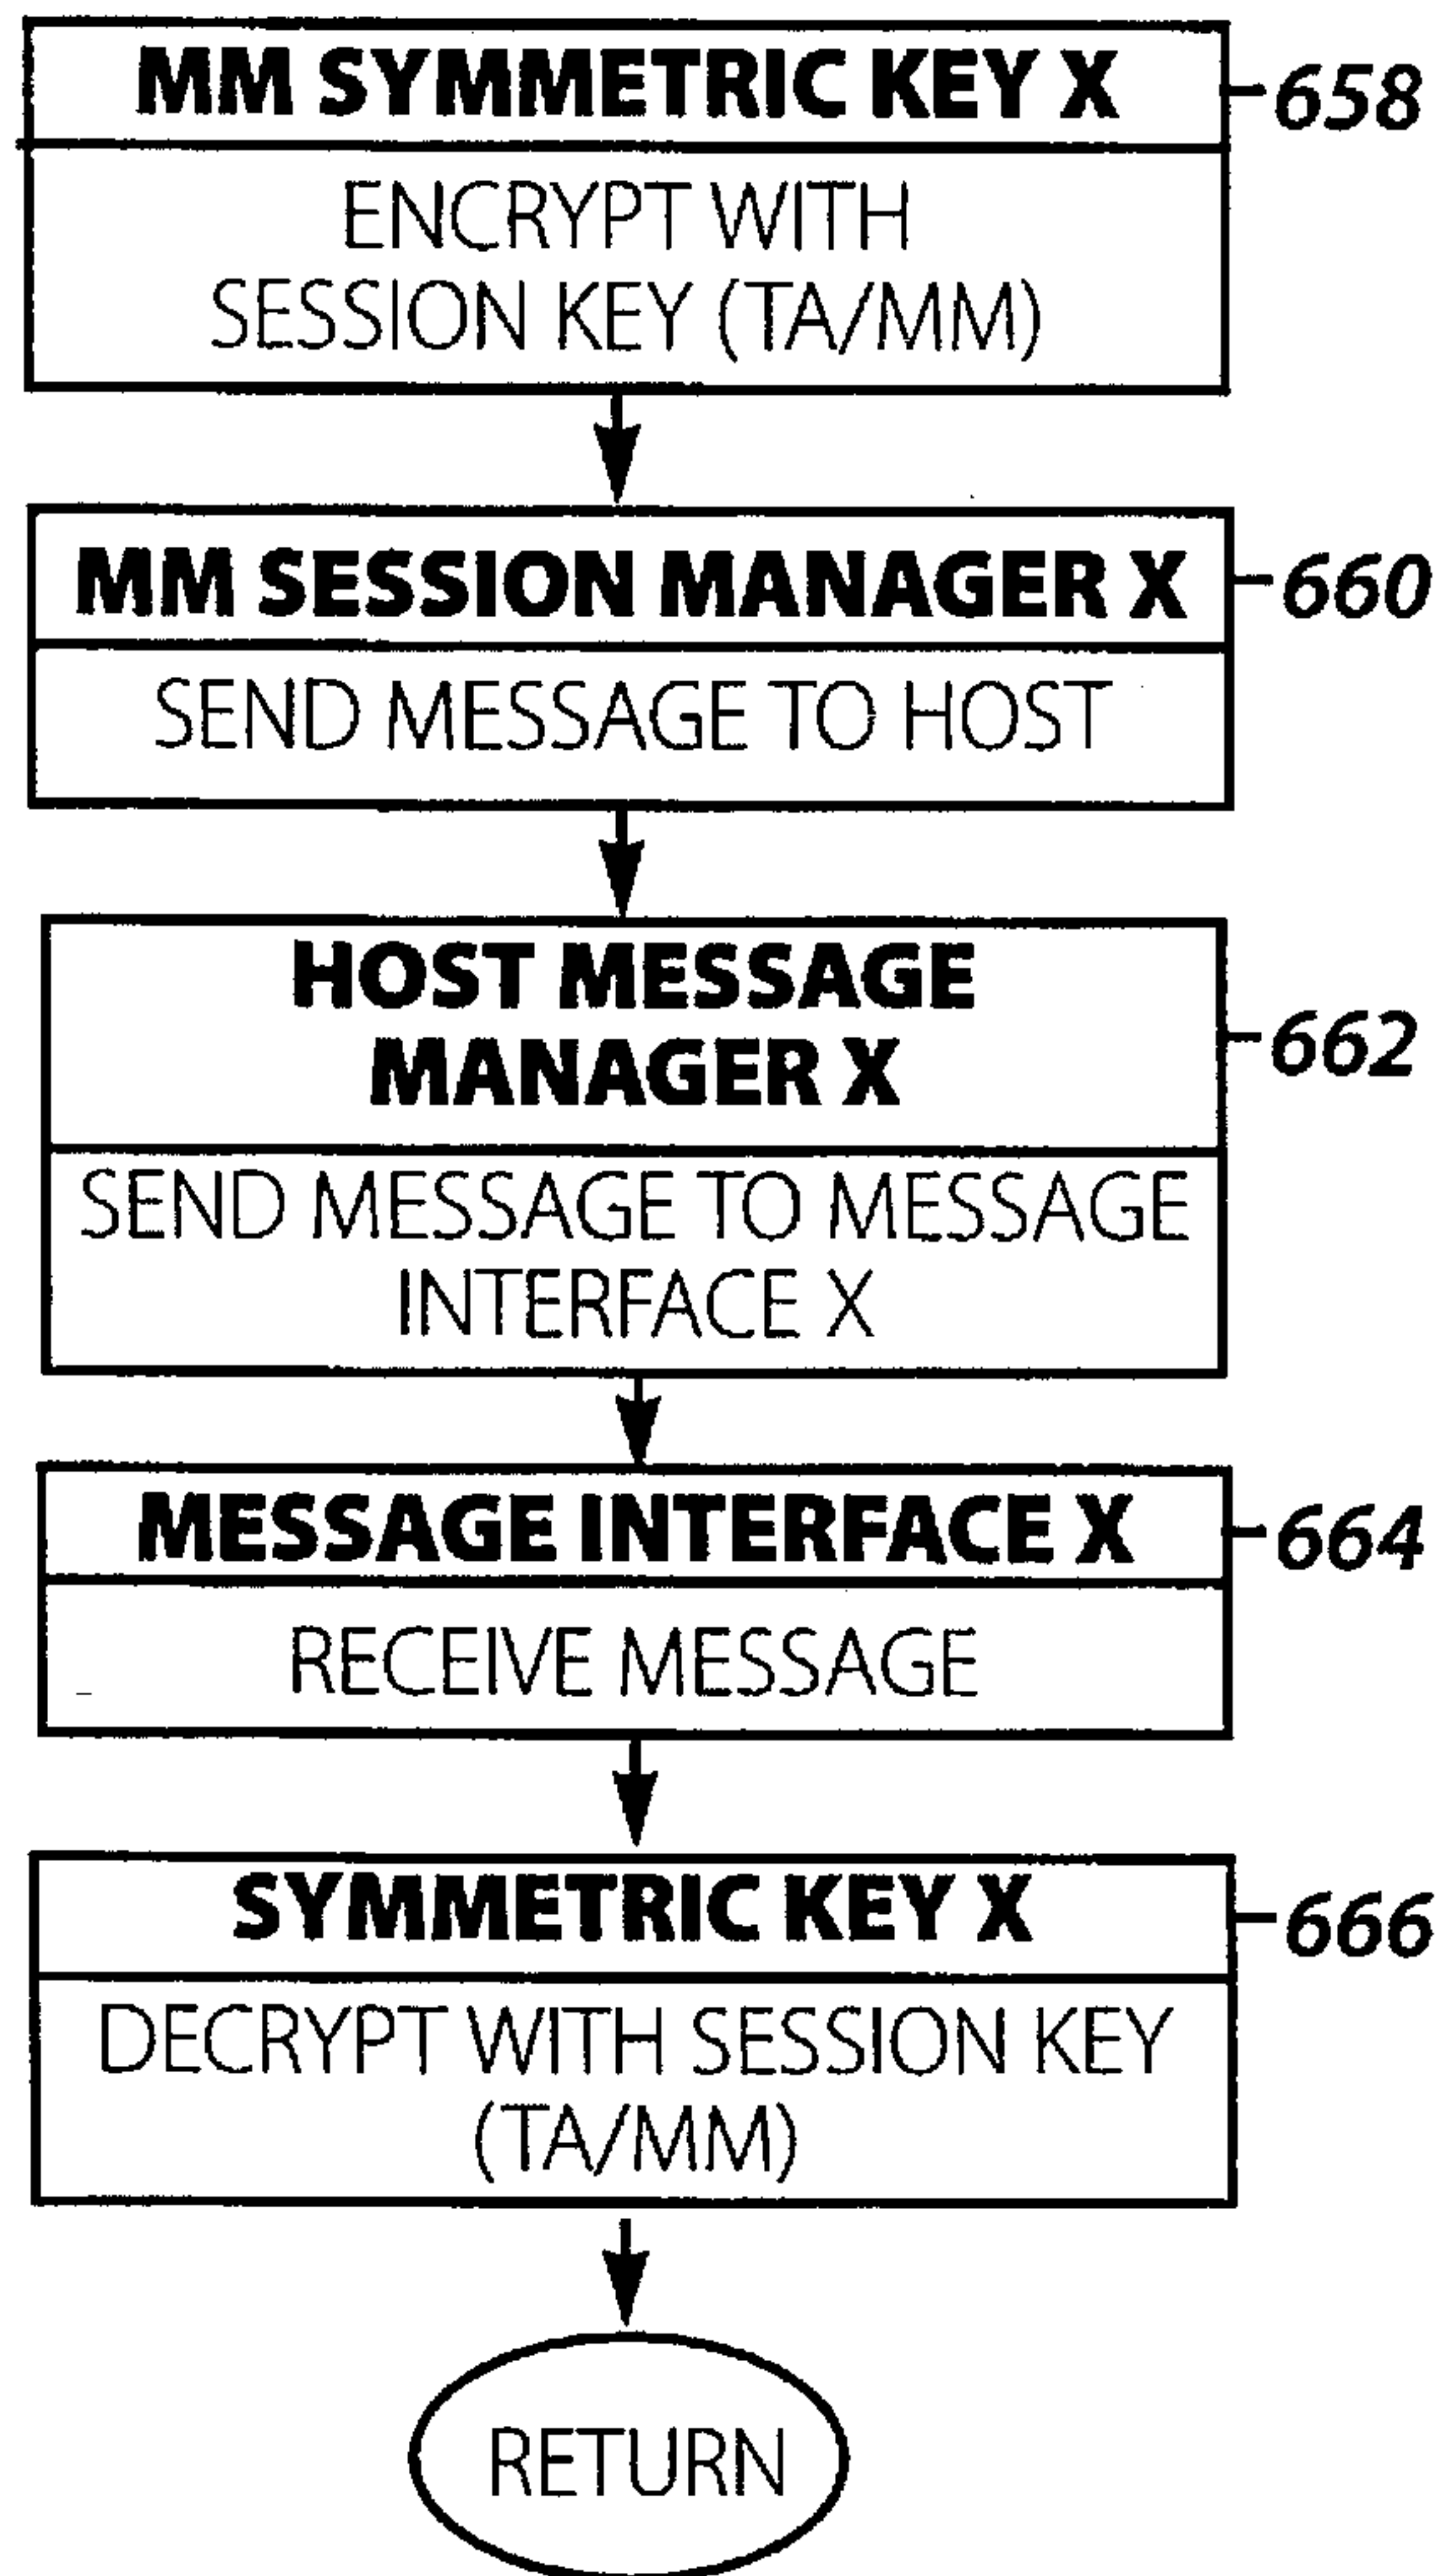 MM SYMMETRIC KEY X
658
ENCRYPT WITH
SESSION KEY (TA/MM)
MM SESSION MANAGER X
660
SEND MESSAGE TO HOST
HOST MESSAGE
MANAGER X
662
SEND MESSAGE TO MESSAGE
INTERFACE X
MESSAGE INTERFACE X
664
RECEIVE MESSAGE
SYMMETRIC KEY X
666
DECRYPT WITH SESSION KEY
(TA/MM)
RETURN